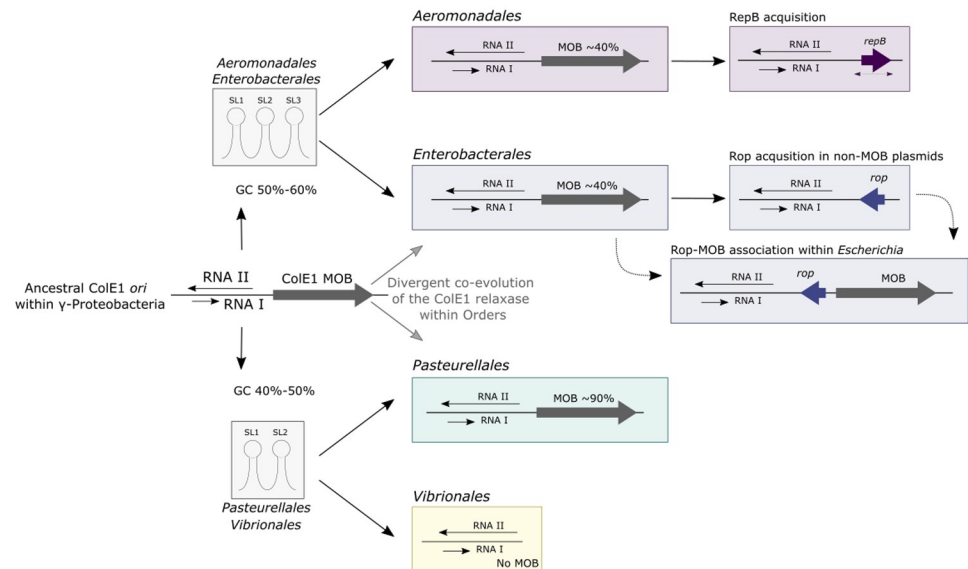 Aeromonadales
RNA II
MOB ~40%
RNA I
RepB acquisition
RNA II
repB
RNA I
Aeromonadales
Enterobacterales
SL1 SL2 SL3
GC 50%-60%
Enterobacterales
RNA II
MOB ~40%
RNA I
Rop acqusition in non-MOB plasmids
RNA II
rop
RNA I
Rop-MOB association within Escherichia
RNA II
rop
MOB
RNA I
Ancestral ColE1 ori
within γ-Proteobacteria
RNA II
ColE1 MOB
RNA I
Divergent co-evolution
of the ColE1 relaxase
within Orders
GC 40%-50%
SL1 SL2
Pasteurellales
Vibrionales
Pasteurellales
RNA II
MOB ~90%
RNA I
Vibrionales
RNA II
RNA I
No MOB